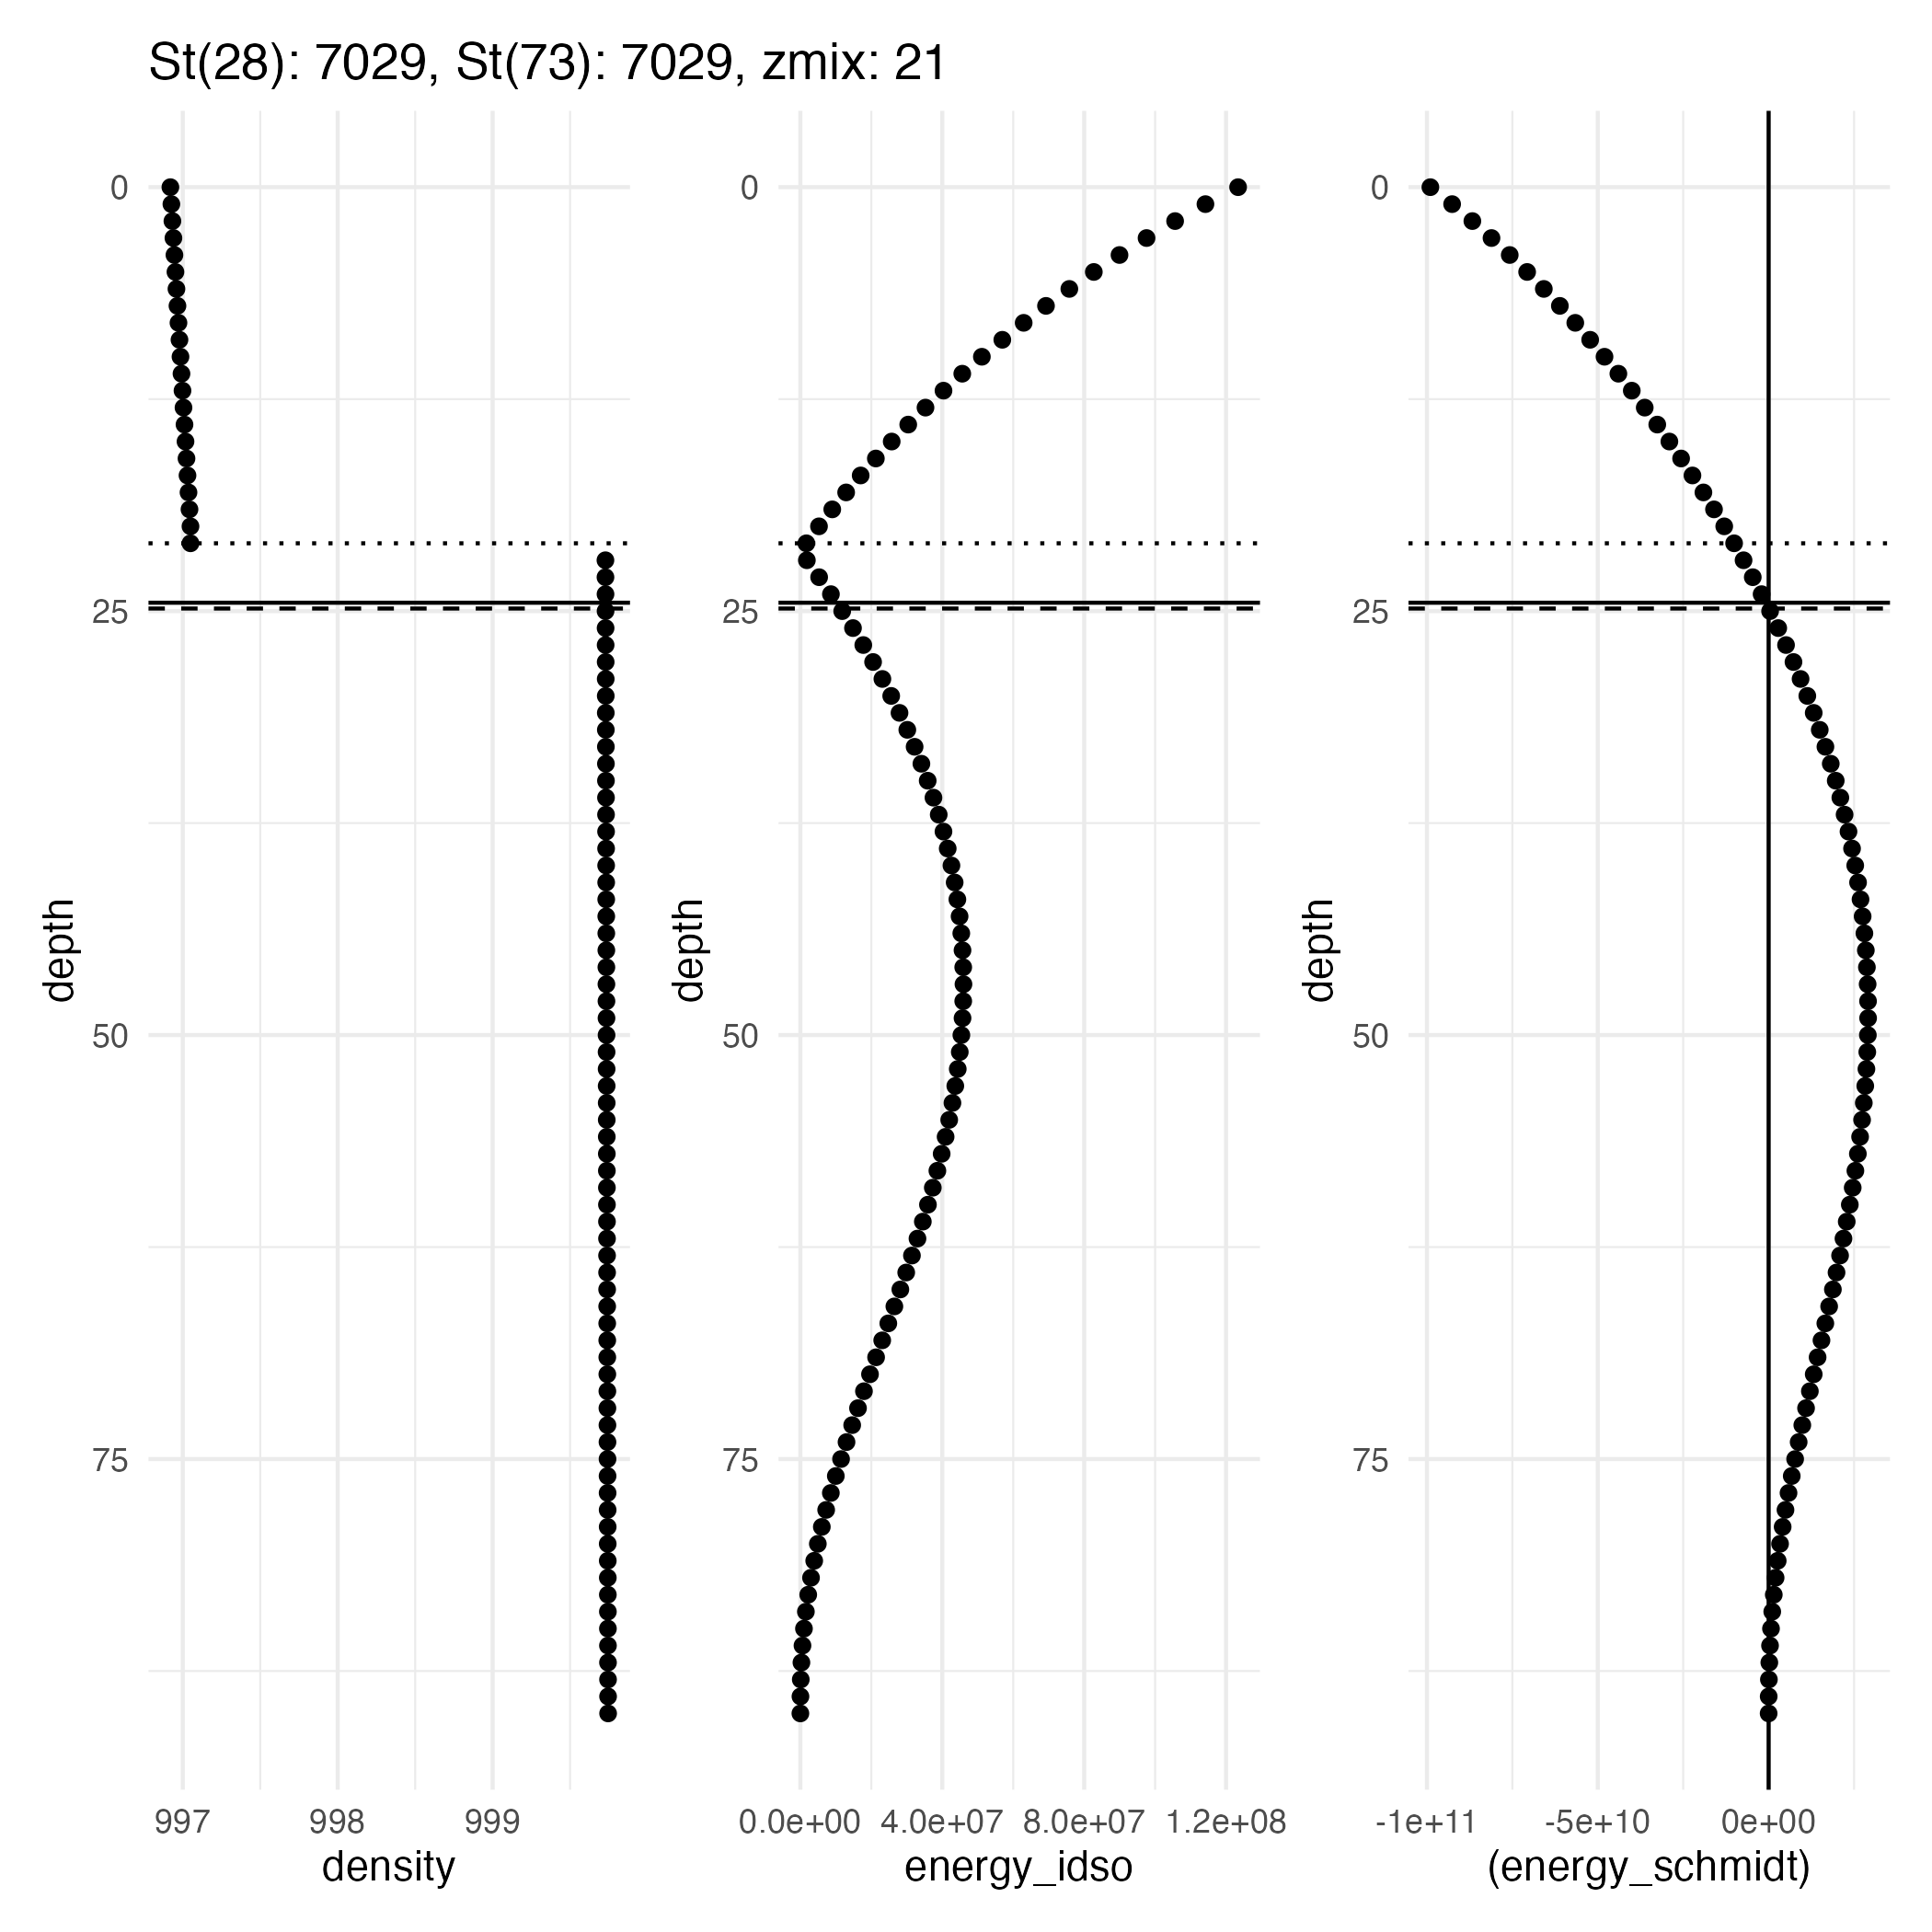 St(28): 7029, St(73): 7029, zmix: 21
0
25
50
75
depth
997 998 999
density
0
25
50
75
depth
0.0e+00 4.0e+07 8.0e+07 1.2e+08
energy_idso
0
25
50
75
depth
-1e+11 -5e+10 0e+00
(energy_schmidt)